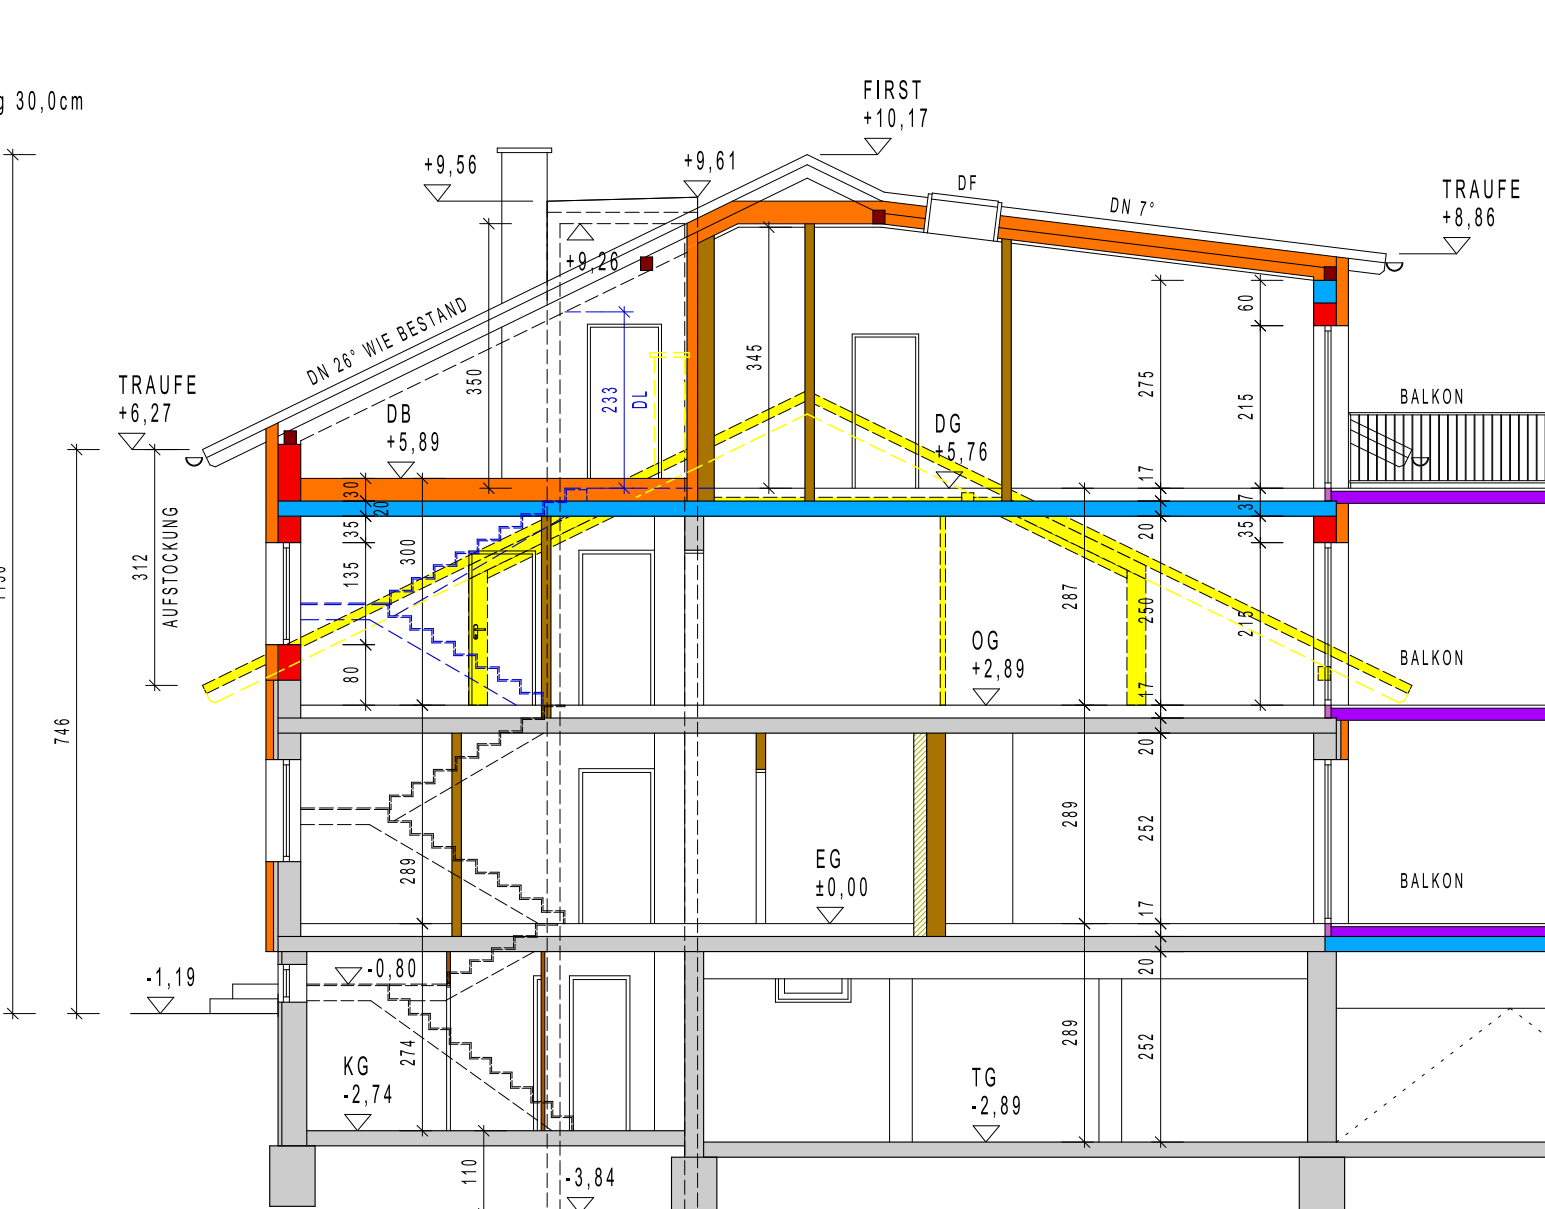 g 30,0cm
FIRST
+10,17
+9,56
+9,61
DF
DN 7°
TRAUFE
+8,86
+9,26
DN 26° WIE BESTAND
TRAUFE
+6,27
DB
+5,89
350
233
DL
345
DG
+5,76
275
60
215
BALKON
30
20
35
300
135
80
312
AUFSTOCKUNG
746
17
37
20
35
287
250
215
OG
+2,89
17
20
BALKON
289
289
252
EG
±0,00
17
20
BALKON
-1,19
-0,80
274
KG
-2,74
289
252
TG
-2,89
110
-3,84